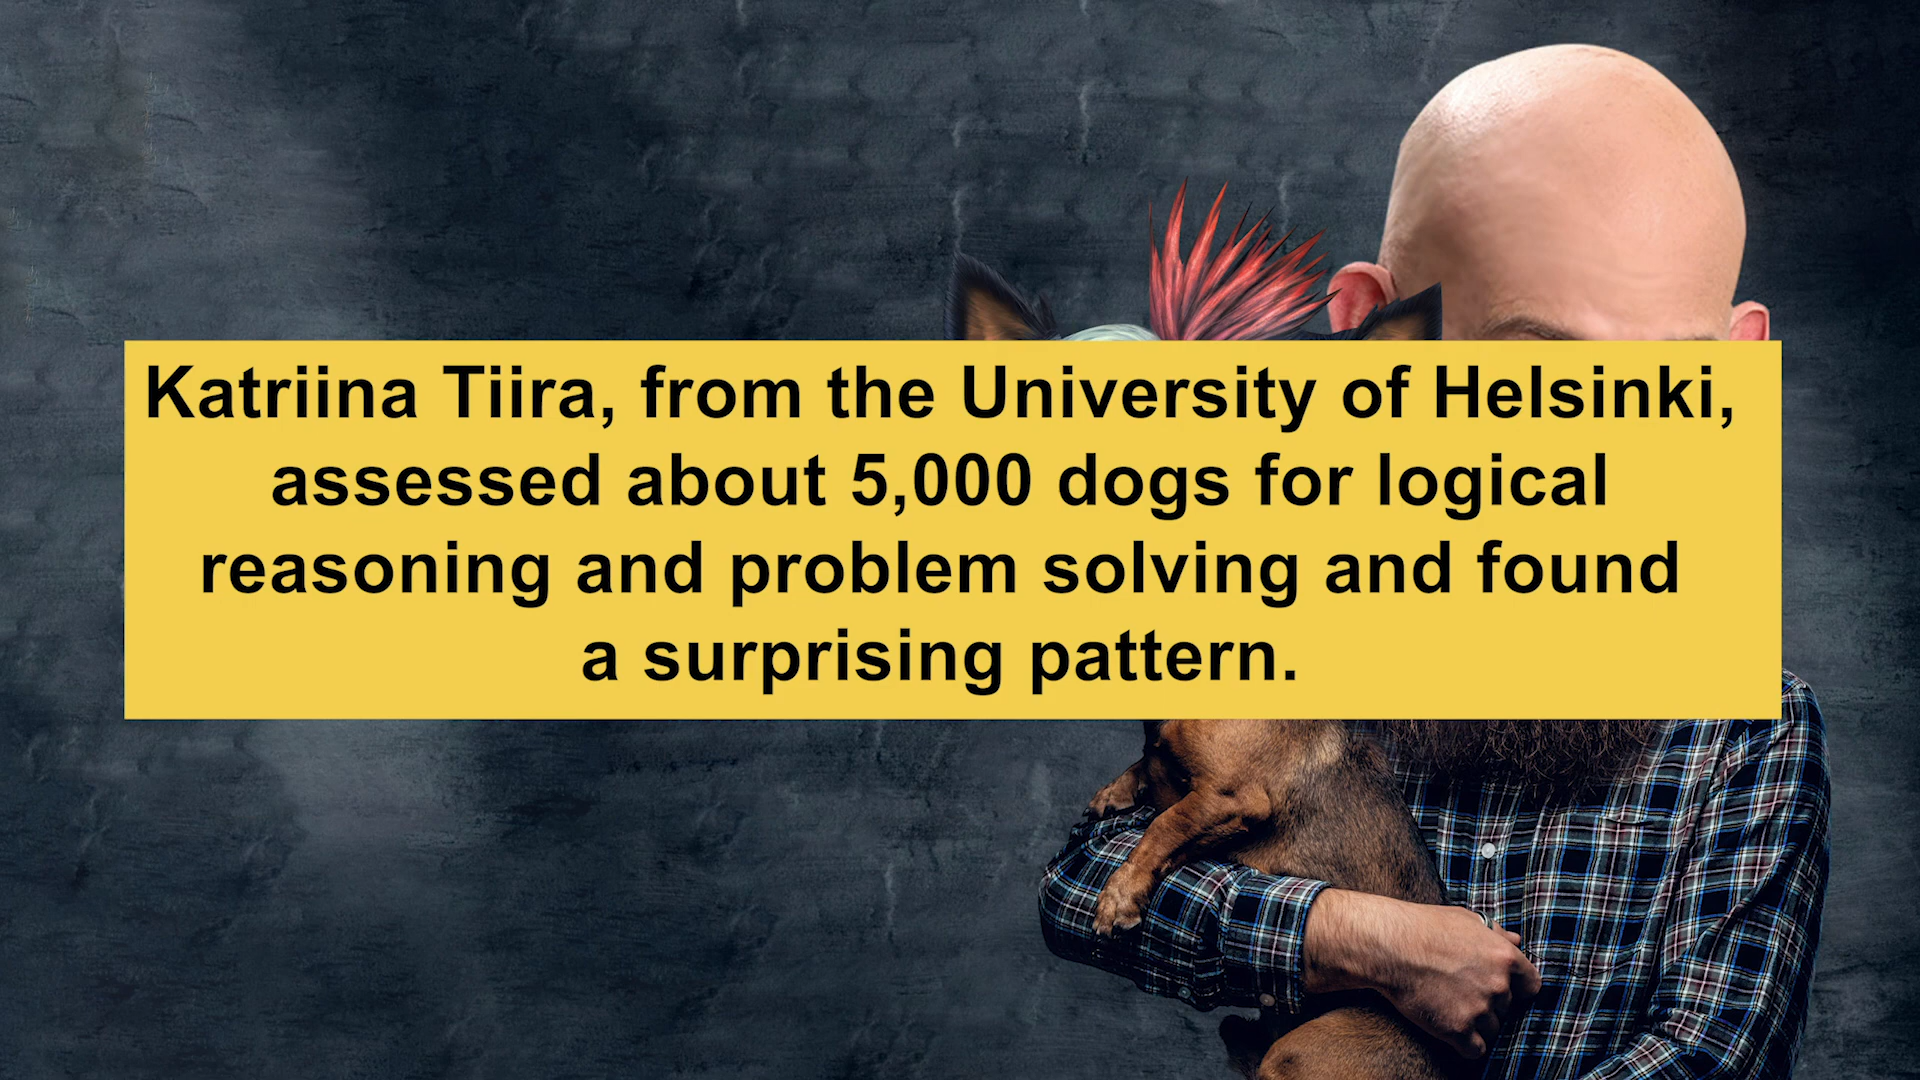 Katriina Tiira, from the University of Helsinki,
assessed about 5,000 dogs for logical
reasoning and problem solving and found
a surprising pattern.